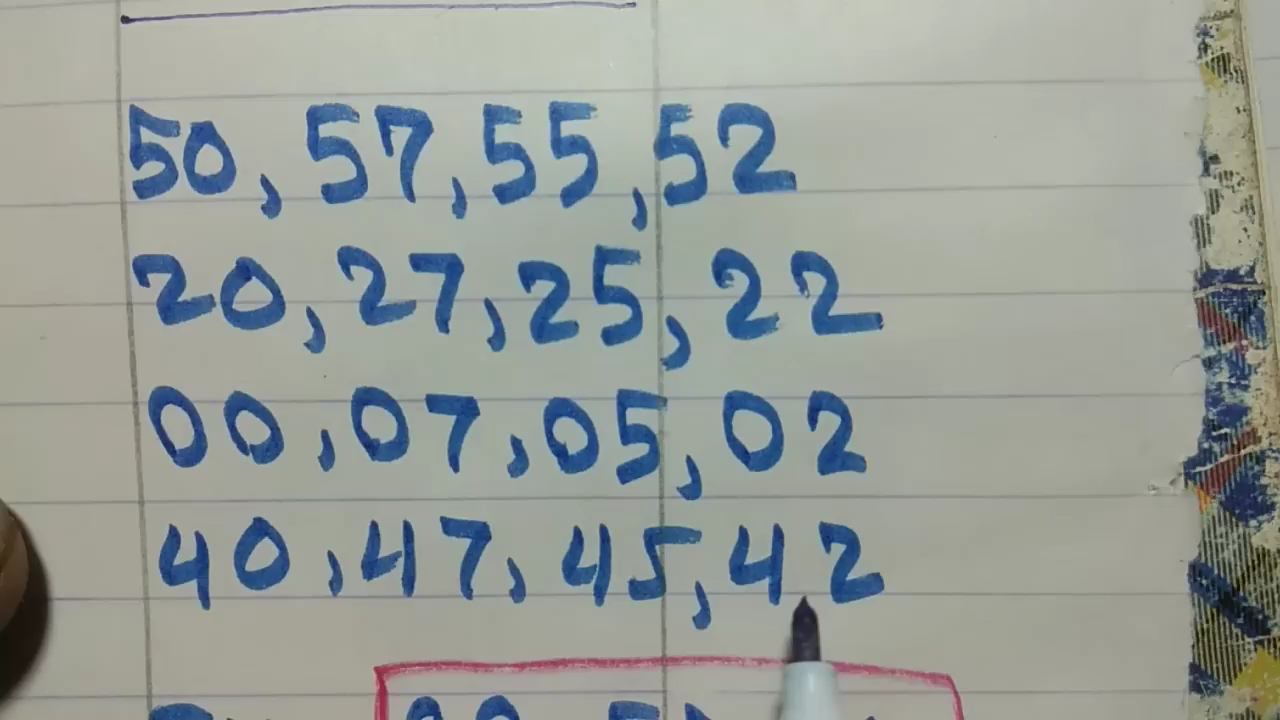 50, 57, 55, 52
20, 27, 25, 22
00, 07, 05, 02
40, 47, 45, 42